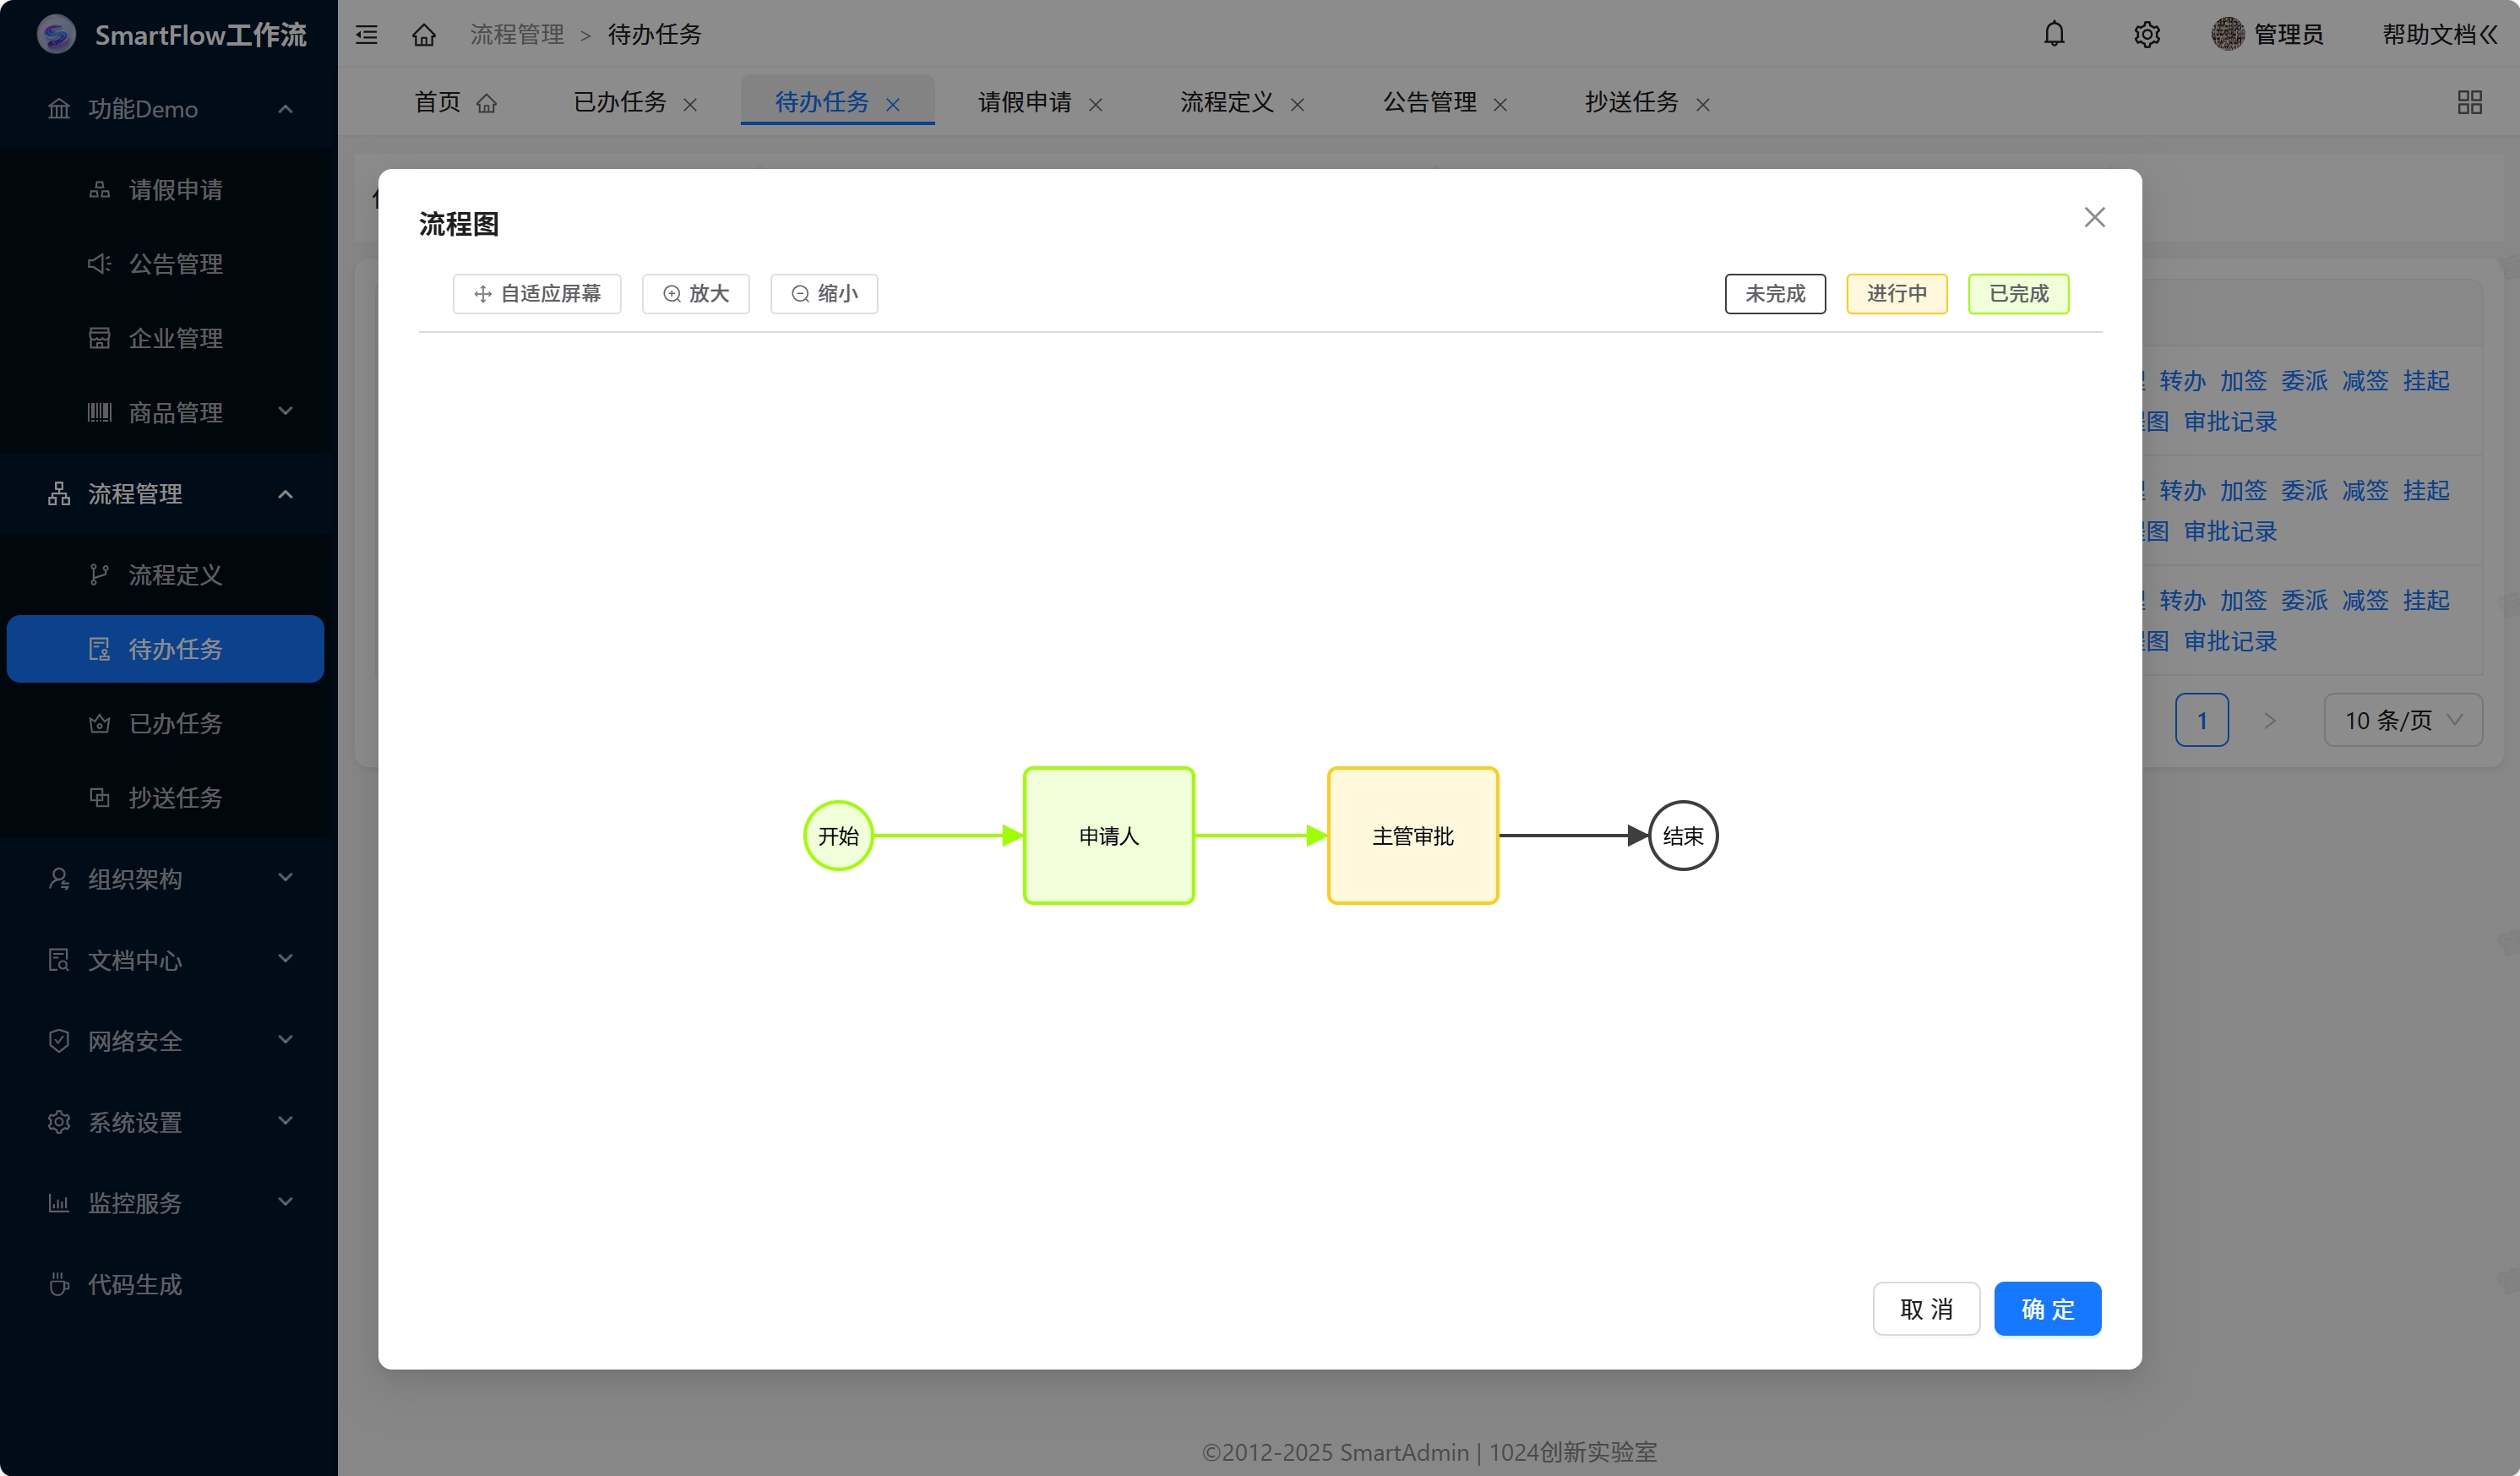 SmartFlow工作流
流程管理 > 待办任务
管理员
帮助文档
首页 已办任务 待办任务 请假申请 流程定义 公告管理 抄送任务
功能Demo
请假申请
公告管理
企业管理
商品管理
流程管理
流程定义
待办任务
已办任务
抄送任务
组织架构
文档中心
网络安全
系统设置
监控服务
代码生成
流程图
自适应屏幕 放大 缩小
未完成 进行中 已完成
开始 申请人 主管审批 结束
取 消 确 定
转办 加签 委派 减签 挂起
图 审批记录
转办 加签 委派 减签 挂起
图 审批记录
转办 加签 委派 减签 挂起
图 审批记录
1 > 10 条/页
©2012-2025 SmartAdmin | 1024创新实验室